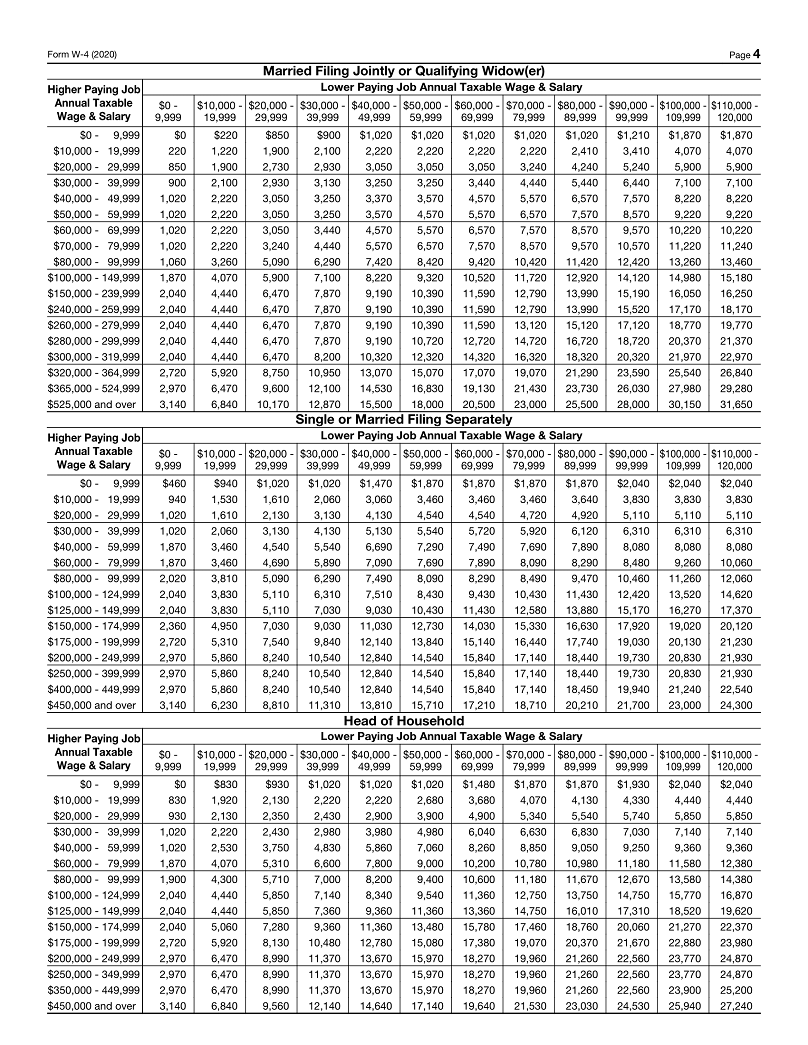 Form W-4 (2020) Page 4
Married Filing Jointly or Qualifying Widow(er)
Higher Paying Job Annual Taxable Wage & Salary Lower Paying Job Annual Taxable Wage & Salary
$0 - 9,999 $10,000 - 19,999 $20,000 - 29,999 $30,000 - 39,999 $40,000 - 49,999 $50,000 - 59,999 $60,000 - 69,999 $70,000 - 79,999 $80,000 - 89,999 $90,000 - 99,999 $100,000 - 109,999 $110,000 - 120,000
$0 - 9,999 $0 $220 $850 $900 $1,020 $1,020 $1,020 $1,020 $1,020 $1,210 $1,870 $1,870
$10,000 - 19,999 220 1,220 1,900 2,100 2,220 2,220 2,220 2,220 2,410 3,410 4,070 4,070
$20,000 - 29,999 850 1,900 2,730 2,930 3,050 3,050 3,050 3,240 4,240 5,240 5,900 5,900
$30,000 - 39,999 900 2,100 2,930 3,130 3,250 3,250 3,440 4,440 5,440 6,440 7,100 7,100
$40,000 - 49,999 1,020 2,220 3,050 3,250 3,370 3,570 4,570 5,570 6,570 7,570 8,220 8,220
$50,000 - 59,999 1,020 2,220 3,050 3,250 3,570 4,570 5,570 6,570 7,570 8,570 9,220 9,220
$60,000 - 69,999 1,020 2,220 3,050 3,440 4,570 5,570 6,570 7,570 8,570 9,570 10,220 10,220
$70,000 - 79,999 1,020 2,220 3,240 4,440 5,570 6,570 7,570 8,570 9,570 10,570 11,220 11,240
$80,000 - 99,999 1,060 3,260 5,090 6,290 7,420 8,420 9,420 10,420 11,420 12,420 13,260 13,460
$100,000 - 149,999 1,870 4,070 5,900 7,100 8,220 9,320 10,520 11,720 12,920 14,120 14,980 15,180
$150,000 - 239,999 2,040 4,440 6,470 7,870 9,190 10,390 11,590 12,790 13,990 15,190 16,050 16,250
$240,000 - 259,999 2,040 4,440 6,470 7,870 9,190 10,390 11,590 12,790 13,990 15,520 17,170 18,170
$260,000 - 279,999 2,040 4,440 6,470 7,870 9,190 10,390 11,590 13,120 15,120 17,120 18,770 19,770
$280,000 - 299,999 2,040 4,440 6,470 7,870 9,190 10,720 12,720 14,720 16,720 18,720 20,370 21,370
$300,000 - 319,999 2,040 4,440 6,470 8,200 10,320 12,320 14,320 16,320 18,320 20,320 21,970 22,970
$320,000 - 364,999 2,720 5,920 8,750 10,950 13,070 15,070 17,070 19,070 21,290 23,590 25,540 26,840
$365,000 - 524,999 2,970 6,470 9,600 12,100 14,530 16,830 19,130 21,430 23,730 26,030 27,980 29,280
$525,000 and over 3,140 6,840 10,170 12,870 15,500 18,000 20,500 23,000 25,500 28,000 30,150 31,650
Single or Married Filing Separately
Higher Paying Job Annual Taxable Wage & Salary Lower Paying Job Annual Taxable Wage & Salary
$0 - 9,999 $10,000 - 19,999 $20,000 - 29,999 $30,000 - 39,999 $40,000 - 49,999 $50,000 - 59,999 $60,000 - 69,999 $70,000 - 79,999 $80,000 - 89,999 $90,000 - 99,999 $100,000 - 109,999 $110,000 - 120,000
$0 - 9,999 $460 $940 $1,020 $1,020 $1,470 $1,870 $1,870 $1,870 $1,870 $2,040 $2,040 $2,040
$10,000 - 19,999 940 1,530 1,610 2,060 3,060 3,460 3,460 3,460 3,640 3,830 3,830 3,830
$20,000 - 29,999 1,020 1,610 2,130 3,130 4,130 4,540 4,540 4,720 4,920 5,110 5,110 5,110
$30,000 - 39,999 1,020 2,060 3,130 4,130 5,130 5,540 5,720 5,920 6,120 6,310 6,310 6,310
$40,000 - 59,999 1,870 3,460 4,540 5,540 6,690 7,290 7,490 7,690 7,890 8,080 8,080 8,080
$60,000 - 79,999 1,870 3,460 4,690 5,890 7,090 7,690 7,890 8,090 8,290 8,480 9,260 10,060
$80,000 - 99,999 2,020 3,810 5,090 6,290 7,490 8,090 8,290 8,490 9,470 10,460 11,260 12,060
$100,000 - 124,999 2,040 3,830 5,110 6,310 7,510 8,430 9,430 10,430 11,430 12,420 13,520 14,620
$125,000 - 149,999 2,040 3,830 5,110 7,030 9,030 10,430 11,430 12,580 13,880 15,170 16,270 17,370
$150,000 - 174,999 2,360 4,950 7,030 9,030 11,030 12,730 14,030 15,330 16,630 17,920 19,020 20,120
$175,000 - 199,999 2,720 5,310 7,540 9,840 12,140 13,840 15,140 16,440 17,740 19,030 20,130 21,230
$200,000 - 249,999 2,970 5,860 8,240 10,540 12,840 14,540 15,840 17,140 18,440 19,730 20,830 21,930
$250,000 - 399,999 2,970 5,860 8,240 10,540 12,840 14,540 15,840 17,140 18,440 19,730 20,830 21,930
$400,000 - 449,999 2,970 5,860 8,240 10,540 12,840 14,540 15,840 17,140 18,450 19,940 21,240 22,540
$450,000 and over 3,140 6,230 8,810 11,310 13,810 15,710 17,210 18,710 20,210 21,700 23,000 24,300
Head of Household
Higher Paying Job Annual Taxable Wage & Salary Lower Paying Job Annual Taxable Wage & Salary
$0 - 9,999 $10,000 - 19,999 $20,000 - 29,999 $30,000 - 39,999 $40,000 - 49,999 $50,000 - 59,999 $60,000 - 69,999 $70,000 - 79,999 $80,000 - 89,999 $90,000 - 99,999 $100,000 - 109,999 $110,000 - 120,000
$0 - 9,999 $0 $830 $930 $1,020 $1,020 $1,020 $1,480 $1,870 $1,870 $1,930 $2,040 $2,040
$10,000 - 19,999 830 1,920 2,130 2,220 2,220 2,680 3,680 4,070 4,130 4,330 4,440 4,440
$20,000 - 29,999 930 2,130 2,350 2,430 2,900 3,900 4,900 5,340 5,540 5,740 5,850 5,850
$30,000 - 39,999 1,020 2,220 2,430 2,980 3,980 4,980 6,040 6,630 6,830 7,030 7,140 7,140
$40,000 - 59,999 1,020 2,530 3,750 4,830 5,860 7,060 8,260 8,850 9,050 9,250 9,360 9,360
$60,000 - 79,999 1,870 4,070 5,310 6,600 7,800 9,000 10,200 10,780 10,980 11,180 11,580 12,380
$80,000 - 99,999 1,900 4,300 5,710 7,000 8,200 9,400 10,600 11,180 11,670 12,670 13,580 14,380
$100,000 - 124,999 2,040 4,440 5,850 7,140 8,340 9,540 11,360 12,750 13,750 14,750 15,770 16,870
$125,000 - 149,999 2,040 4,440 5,850 7,360 9,360 11,360 13,360 14,750 16,010 17,310 18,520 19,620
$150,000 - 174,999 2,040 5,060 7,280 9,360 11,360 13,480 15,780 17,460 18,760 20,060 21,270 22,370
$175,000 - 199,999 2,720 5,920 8,130 10,480 12,780 15,080 17,380 19,070 20,370 21,670 22,880 23,980
$200,000 - 249,999 2,970 6,470 8,990 11,370 13,670 15,970 18,270 19,960 21,260 22,560 23,770 24,870
$250,000 - 349,999 2,970 6,470 8,990 11,370 13,670 15,970 18,270 19,960 21,260 22,560 23,770 24,870
$350,000 - 449,999 2,970 6,470 8,990 11,370 13,670 15,970 18,270 19,960 21,260 22,560 23,900 25,200
$450,000 and over 3,140 6,840 9,560 12,140 14,640 17,140 19,640 21,530 23,030 24,530 25,940 27,240